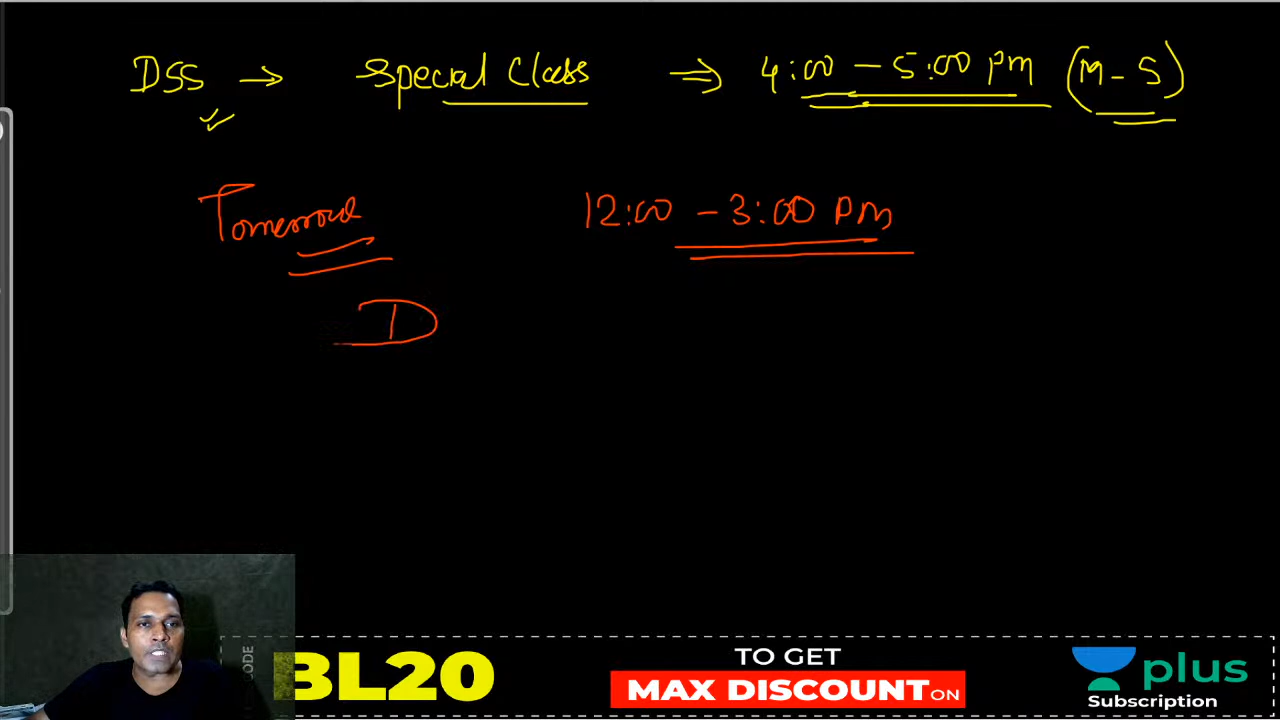 DSS → Special Class ⇒ 4:00 – 5:00 PM (M – S)
Tomorrow 12:00 – 3:00 PM
D
CODE
BL20
TO GET
MAX DISCOUNT ON
plus
Subscription